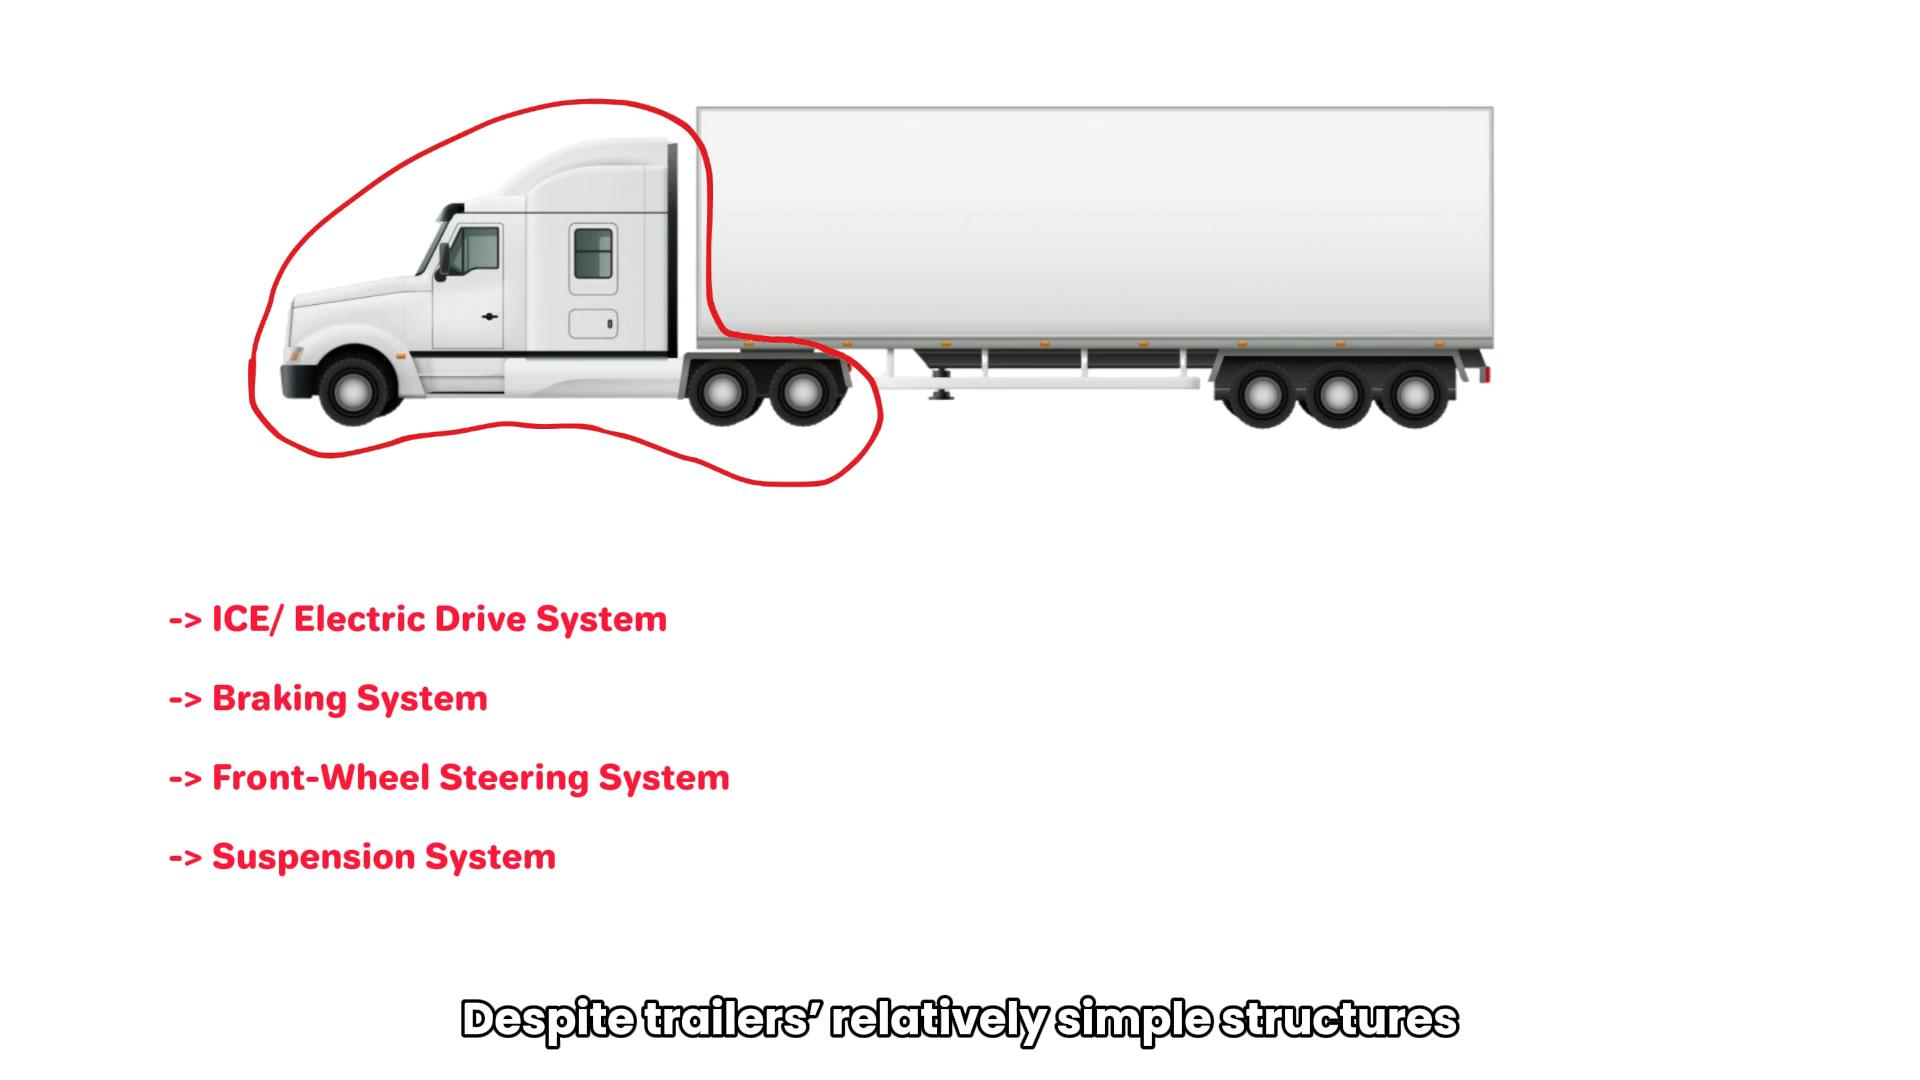 -> ICE/ Electric Drive System
-> Braking System
-> Front-Wheel Steering System
-> Suspension System
Despite trailers’ relatively simple structures